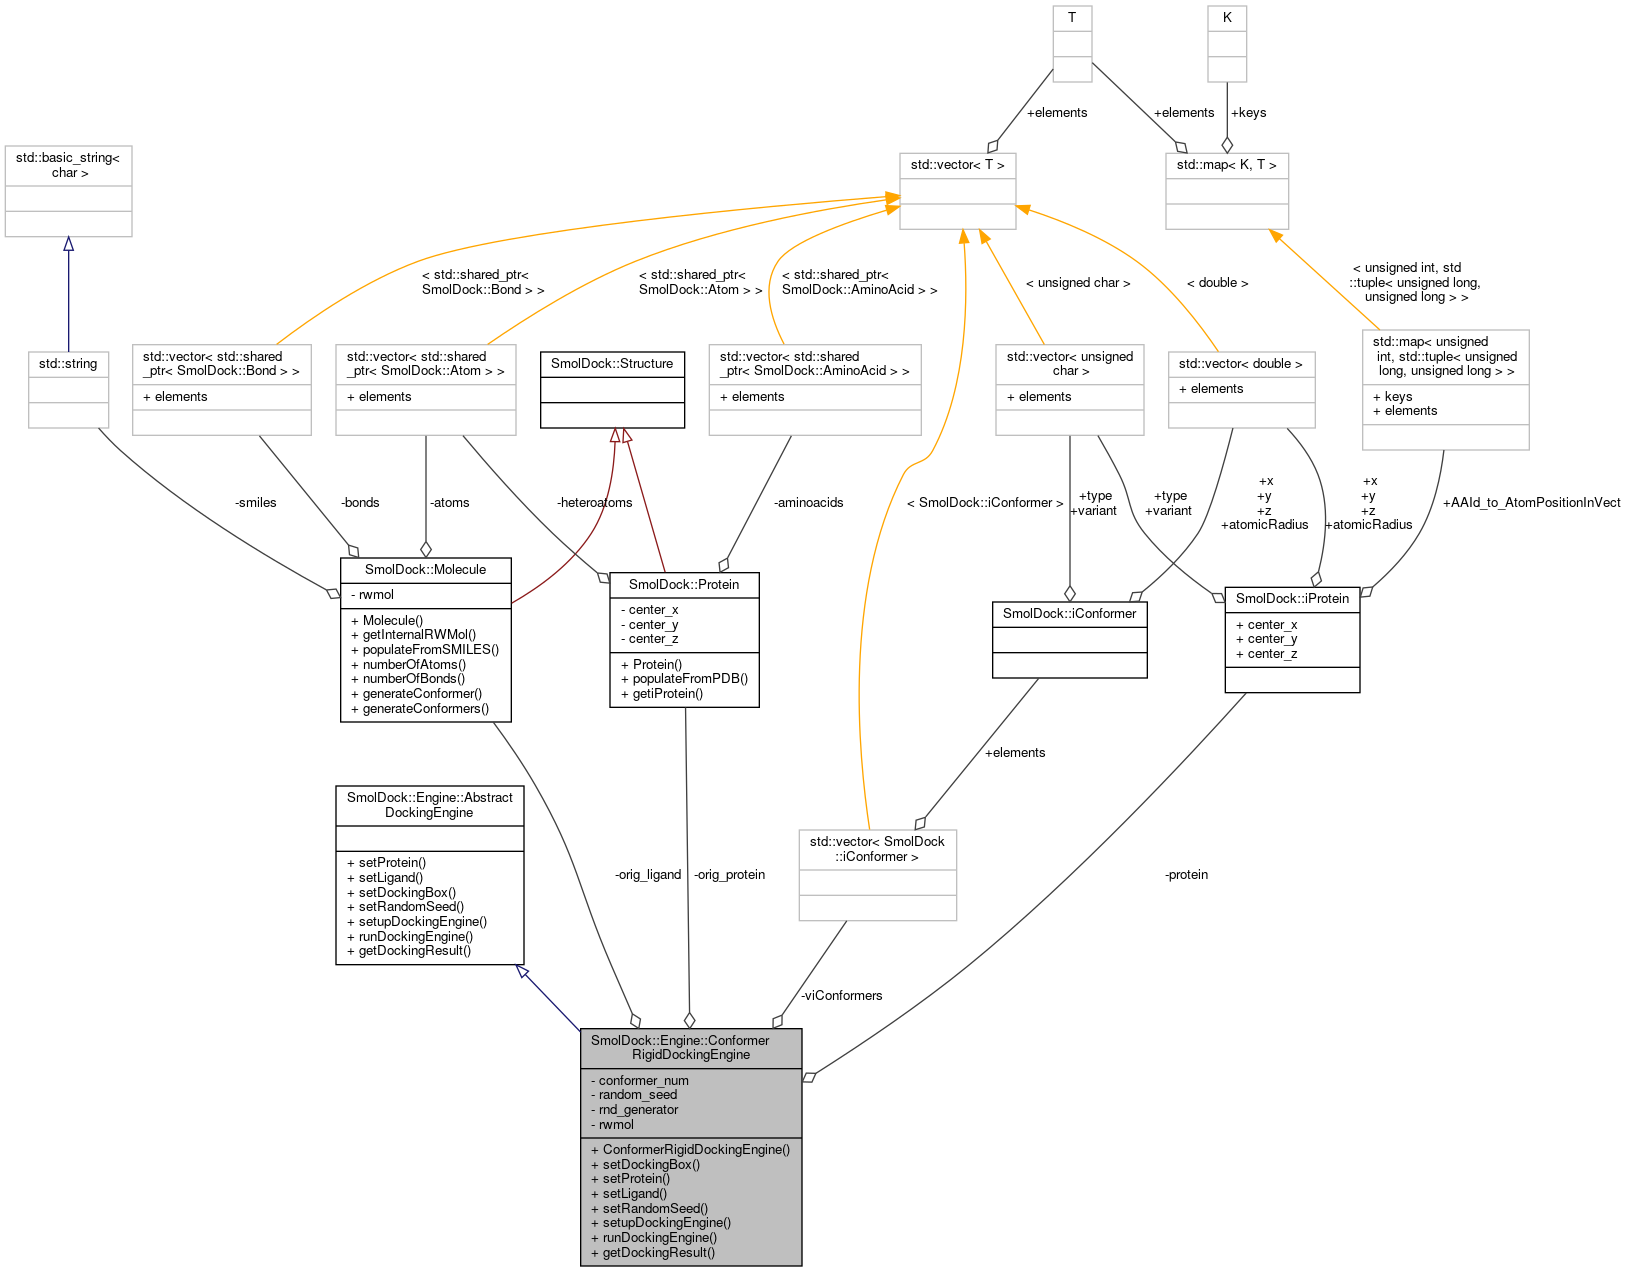 T
K
+elements
+elements
+keys
std::basic_string<
char >
std::vector< T >
std::map< K, T >
< std::shared_ptr<
SmolDock::Bond > >
< std::shared_ptr<
SmolDock::Atom > >
< std::shared_ptr<
SmolDock::AminoAcid > >
< unsigned char >
< double >
< unsigned int, std
::tuple< unsigned long,
unsigned long > >
std::string
std::vector< std::shared
_ptr< SmolDock::Bond > >
+ elements
std::vector< std::shared
_ptr< SmolDock::Atom > >
+ elements
SmolDock::Structure
std::vector< std::shared
_ptr< SmolDock::AminoAcid > >
+ elements
std::vector< unsigned
char >
+ elements
std::vector< double >
+ elements
std::map< unsigned
int, std::tuple< unsigned
long, unsigned long > >
+ keys
+ elements
-smiles
-bonds
-atoms
-heteroatoms
-aminoacids
< SmolDock::iConformer >
+type
+variant
+type
+variant
+x
+y
+z
+atomicRadius
+x
+y
+z
+atomicRadius
+AAId_to_AtomPositionInVect
SmolDock::Molecule
- rwmol
+ Molecule()
+ getInternalRWMol()
+ populateFromSMILES()
+ numberOfAtoms()
+ numberOfBonds()
+ generateConformer()
+ generateConformers()
SmolDock::Protein
- center_x
- center_y
- center_z
+ Protein()
+ populateFromPDB()
+ getiProtein()
SmolDock::iConformer
SmolDock::iProtein
+ center_x
+ center_y
+ center_z
+elements
SmolDock::Engine::Abstract
DockingEngine
+ setProtein()
+ setLigand()
+ setDockingBox()
+ setRandomSeed()
+ setupDockingEngine()
+ runDockingEngine()
+ getDockingResult()
std::vector< SmolDock
::iConformer >
-orig_ligand
-orig_protein
-protein
-viConformers
SmolDock::Engine::Conformer
RigidDockingEngine
- conformer_num
- random_seed
- rnd_generator
- rwmol
+ ConformerRigidDockingEngine()
+ setDockingBox()
+ setProtein()
+ setLigand()
+ setRandomSeed()
+ setupDockingEngine()
+ runDockingEngine()
+ getDockingResult()